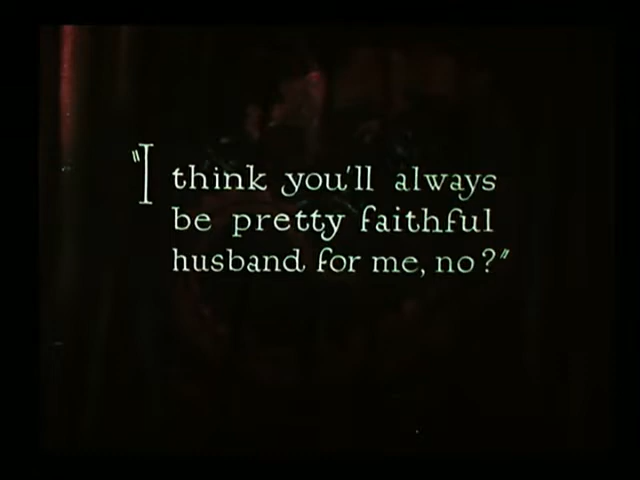 "I think you'll always
be pretty faithful
husband for me, no?"